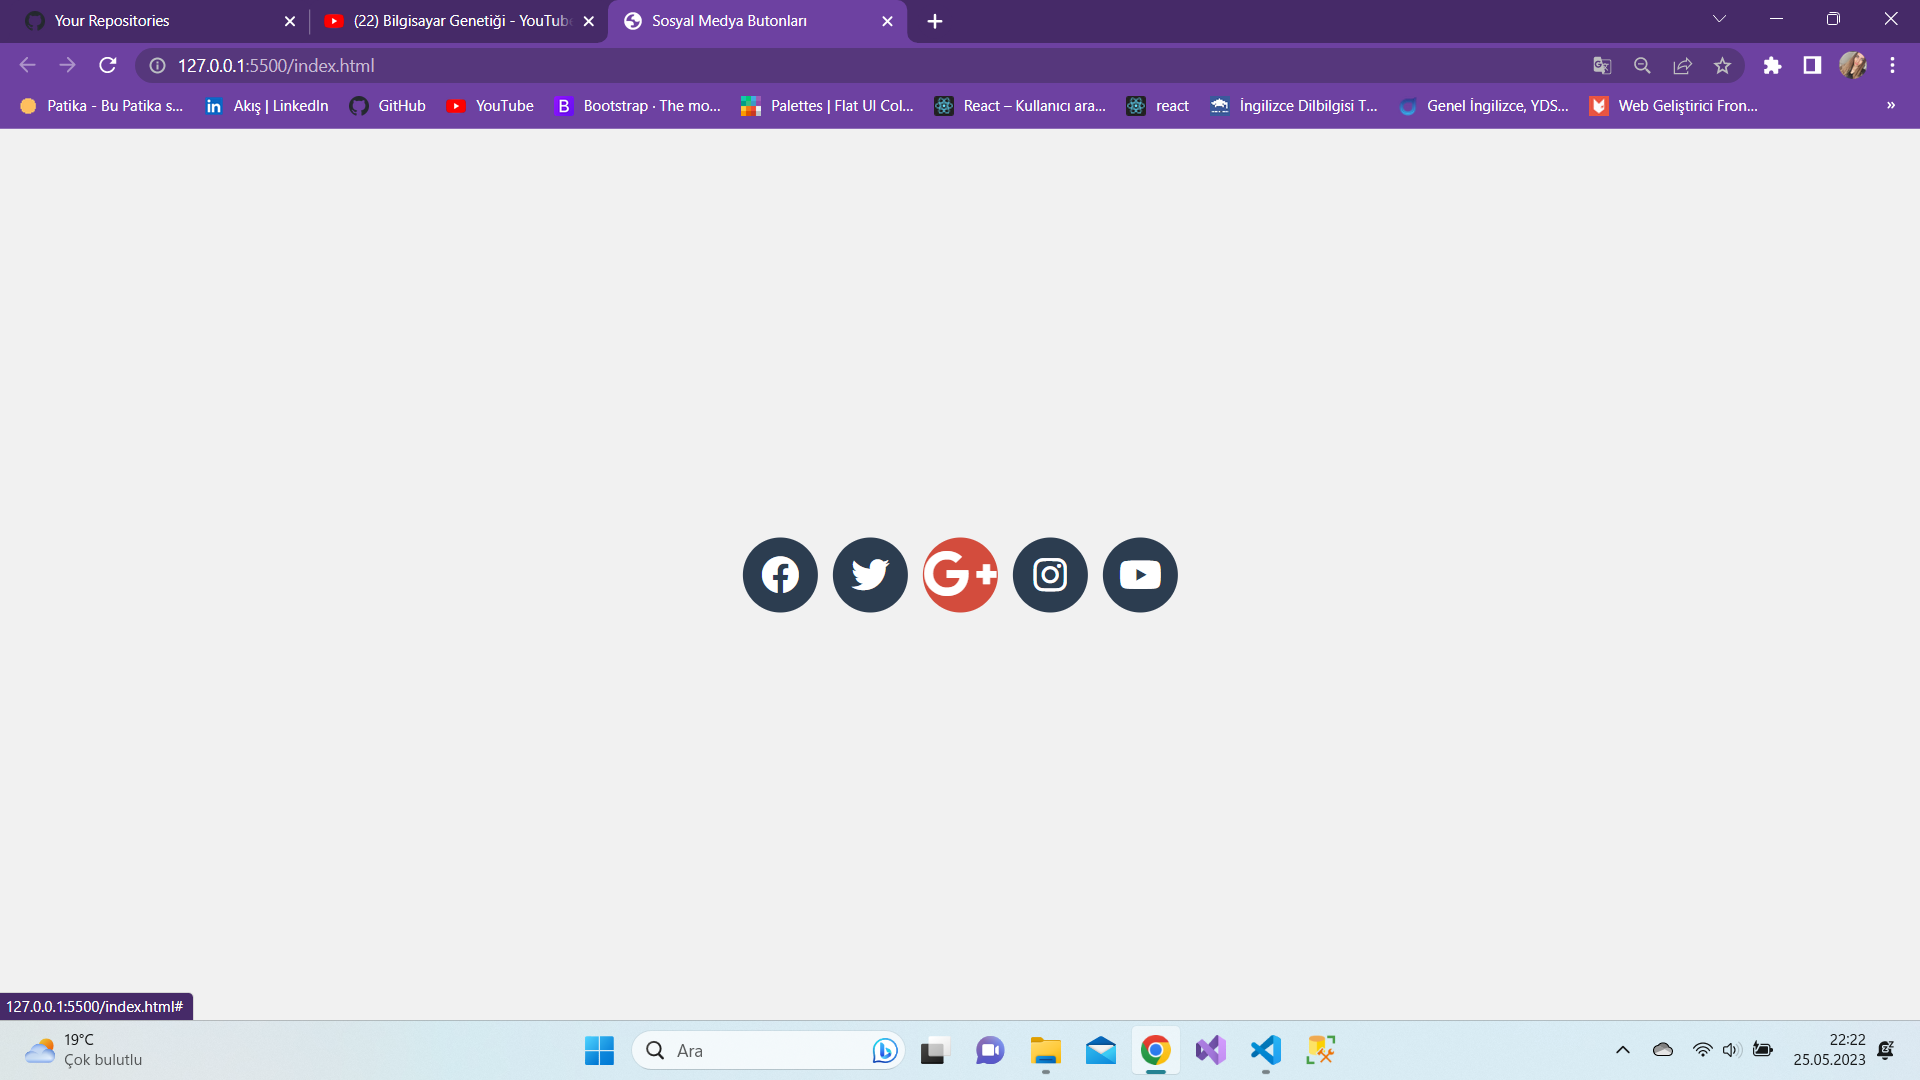 Your Repositories
(22) Bilgisayar Genetiği - YouTube
Sosyal Medya Butonları
127.0.0.1:5500/index.html
Patika - Bu Patika s...
in Akış | LinkedIn
GitHub
YouTube
B Bootstrap · The mo...
Palettes | Flat UI Col...
React – Kullanıcı ara...
react
İngilizce Dilbilgisi T...
Genel İngilizce, YDS...
Web Geliştirici Fron...
»
G+
127.0.0.1:5500/index.html#
19°C
Çok bulutlu
Ara
22:22
25.05.2023